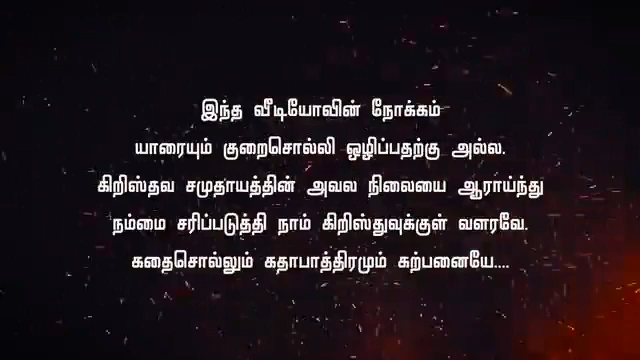 இந்த வீடியோவின் நோக்கம்
யாரையும் குறைசொல்லி ஒழிப்பதற்கு அல்ல.
கிறிஸ்தவ சமுதாயத்தின் அவல நிலையை ஆராய்ந்து
நம்மை சரிப்படுத்தி நாம் கிறிஸ்துவுக்குள் வளரவே.
கதைசொல்லும் கதாபாத்திரமும் கற்பனையே....